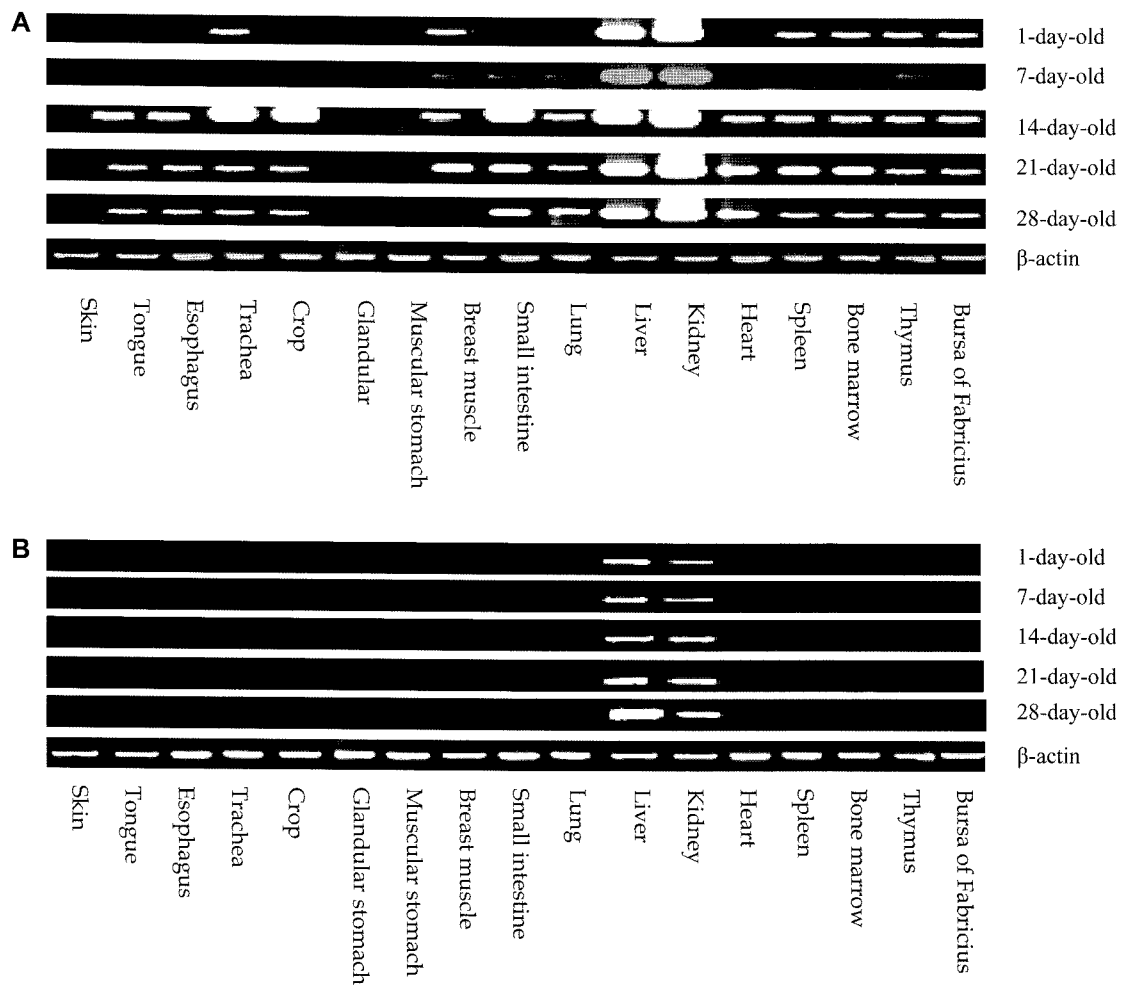 A
1-day-old
7-day-old
14-day-old
21-day-old
28-day-old
β-actin
Skin
Tongue
Esophagus
Trachea
Crop
Glandular
Muscular stomach
Breast muscle
Small intestine
Lung
Liver
Kidney
Heart
Spleen
Bone marrow
Thymus
Bursa of Fabricius
B
1-day-old
7-day-old
14-day-old
21-day-old
28-day-old
β-actin
Skin
Tongue
Esophagus
Trachea
Crop
Glandular stomach
Muscular stomach
Breast muscle
Small intestine
Lung
Liver
Kidney
Heart
Spleen
Bone marrow
Thymus
Bursa of Fabricius